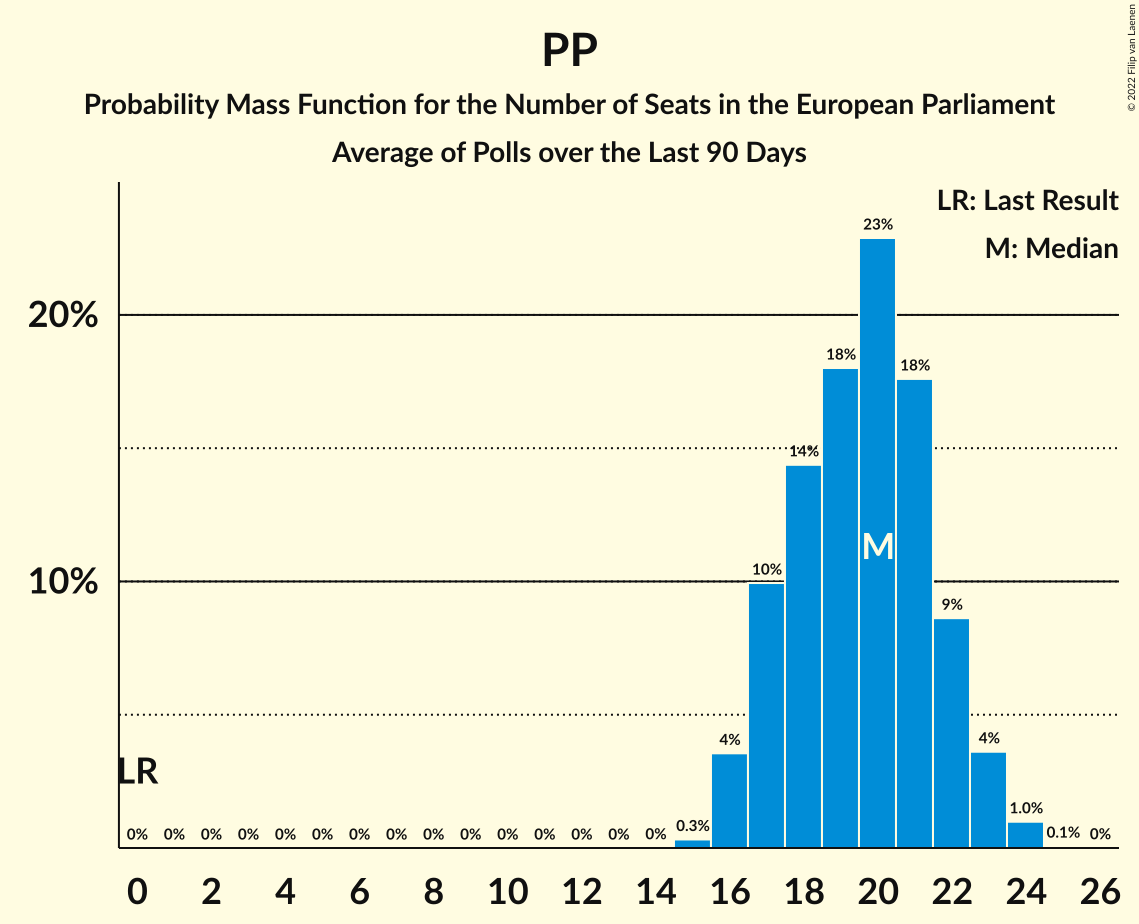 PP
Probability Mass Function for the Number of Seats in the European Parliament
Average of Polls over the Last 90 Days
© 2022 Filip van Laenen
LR: Last Result
M: Median
23%
20%
18%
18%
14%
M
10%
10%
9%
4%
4%
LR
0% 0% 0% 0% 0% 0% 0% 0% 0% 0% 0% 0% 0% 0% 0% 0.3% 1.0% 0.1% 0%
0 2 4 6 8 10 12 14 16 18 20 22 24 26